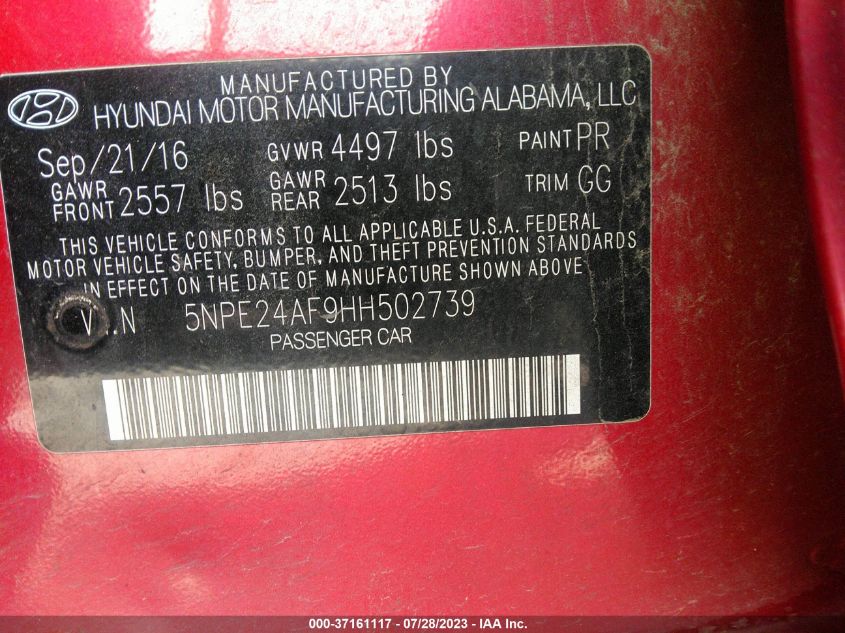 MANUFACTURED BY
HYUNDAI MOTOR MANUFACTURING ALABAMA, LLC
Sep/21/16 GVWR 4497 lbs PAINT PR
GAWR FRONT 2557 lbs GAWR REAR 2513 lbs TRIM GG
THIS VEHICLE CONFORMS TO ALL APPLICABLE U.S.A. FEDERAL
MOTOR VEHICLE SAFETY, BUMPER, AND THEFT PREVENTION STANDARDS
IN EFFECT ON THE DATE OF MANUFACTURE SHOWN ABOVE
V.I.N 5NPE24AF9HH502739
PASSENGER CAR
000-37161117 - 07/28/2023 - IAA Inc.